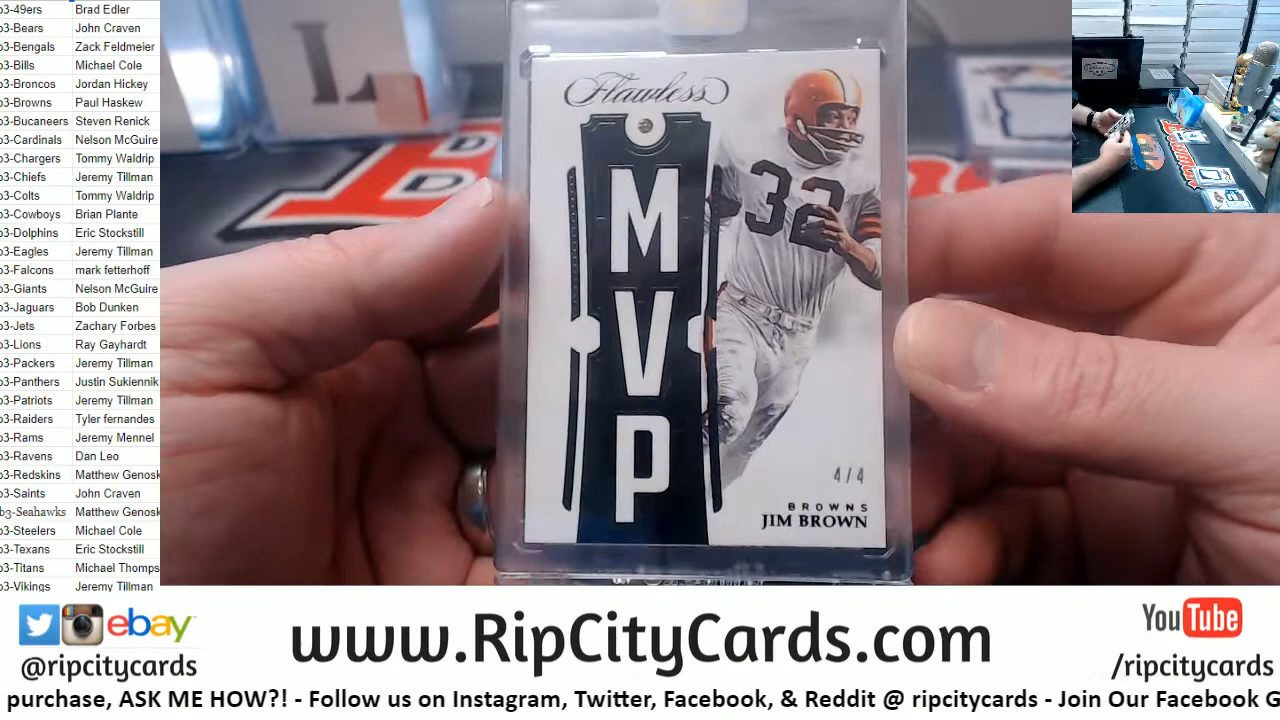 b3-49ers Brad Edler
b3-Bears John Craven
b3-Bengals Zack Feldmeier
b3-Bills Michael Cole
b3-Broncos Jordan Hickey
b3-Browns Paul Haskew
b3-Bucaneers Steven Renick
b3-Cardinals Nelson McGuire
b3-Chargers Tommy Waldrip
b3-Chiefs Jeremy Tillman
b3-Colts Tommy Waldrip
b3-Cowboys Brian Plante
b3-Dolphins Eric Stockstill
b3-Eagles Jeremy Tillman
b3-Falcons mark fetterhoff
b3-Giants Nelson McGuire
b3-Jaguars Bob Dunken
b3-Jets Zachary Forbes
b3-Lions Ray Gayhardt
b3-Packers Jeremy Tillman
b3-Panthers Justin Sukiennik
b3-Patriots Jeremy Tillman
b3-Raiders Tyler fernandes
b3-Rams Jeremy Mennel
b3-Ravens Dan Leo
b3-Redskins Matthew Genosk
b3-Saints John Craven
b3-Seahawks Matthew Genosk
b3-Steelers Michael Cole
b3-Texans Eric Stockstill
b3-Titans Michael Thomps
b3-Vikings Jeremy Tillman
Flawless
MVP
32
4/4
BROWNS
JIM BROWN
ebay
@ripcitycards
www.RipCityCards.com
YouTube
/ripcitycards
purchase, ASK ME HOW?! - Follow us on Instagram, Twitter, Facebook, & Reddit @ ripcitycards - Join Our Facebook G